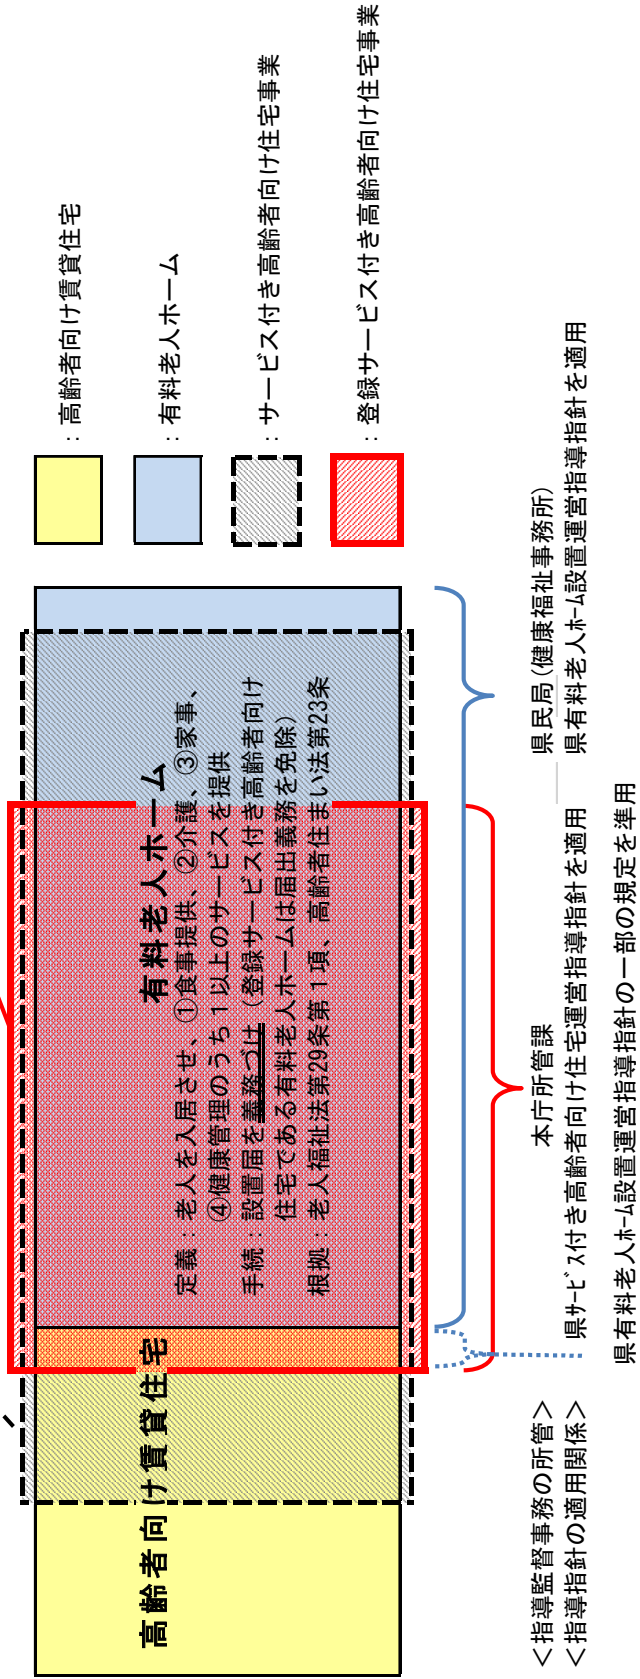 高齢者向け賃貸住宅
有料老人ホーム
定義：老人を入居させ、①食事提供、②介護、③家事、
④健康管理のうち１以上のサービスを提供
手続：設置届を義務づけ（登録サービス付き高齢者向け
住宅である有料老人ホームは届出義務を免除）
根拠：老人福祉法第29条第１項、高齢者住まい法第23条
：高齢者向け賃貸住宅
：有料老人ホーム
：サービス付き高齢者向け住宅事業
：登録サービス付き高齢者向け住宅事業
＜指導監督事務の所管＞
本庁所管課
県民局(健康福祉事務所)
＜指導指針の適用関係＞
県ｻｰﾋﾞｽ付き高齢者向け住宅運営指導指針を適用
県有料老人ﾎｰﾑ設置運営指導指針を適用
県有料老人ﾎｰﾑ設置運営指導指針の一部の規定を準用